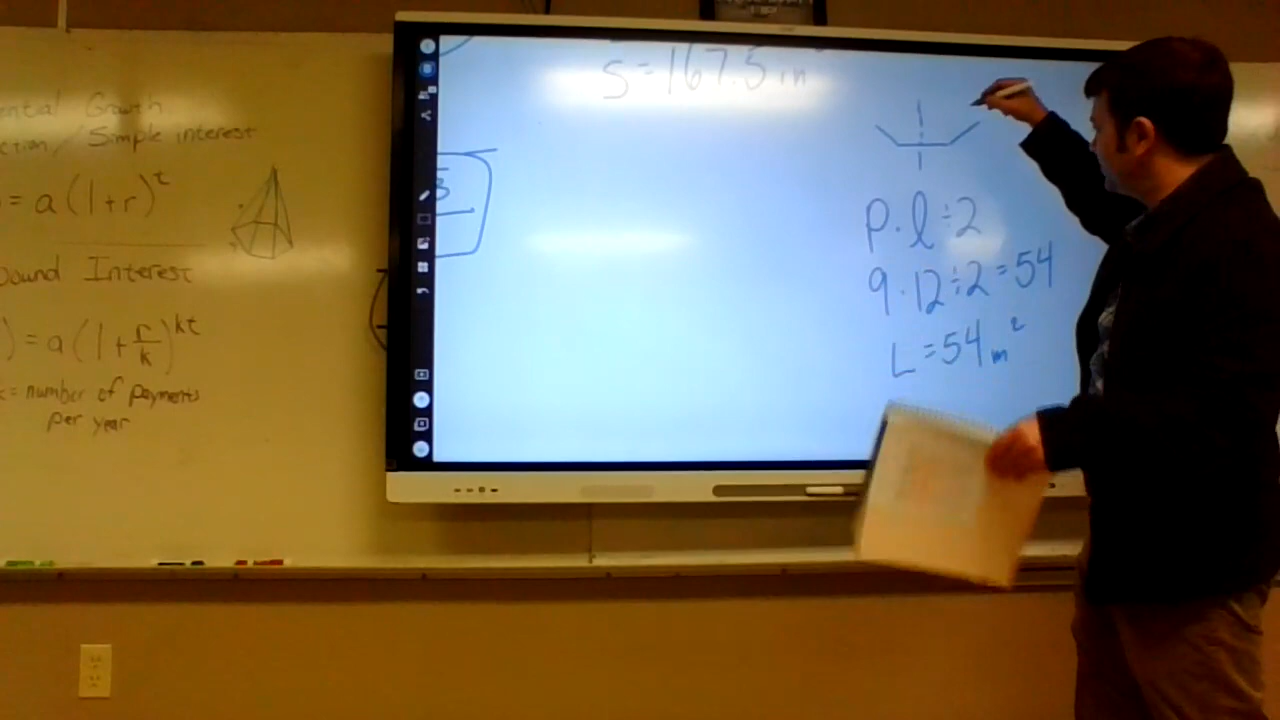 ential Growth
ction / Simple interest
= a(1+r)^t
ound Interest
) = a(1 + r/k)^kt
= number of payments
per year
S = 167.5 in
3
P · l ÷ 2
9 · 12 ÷ 2 = 54
L = 54 m²